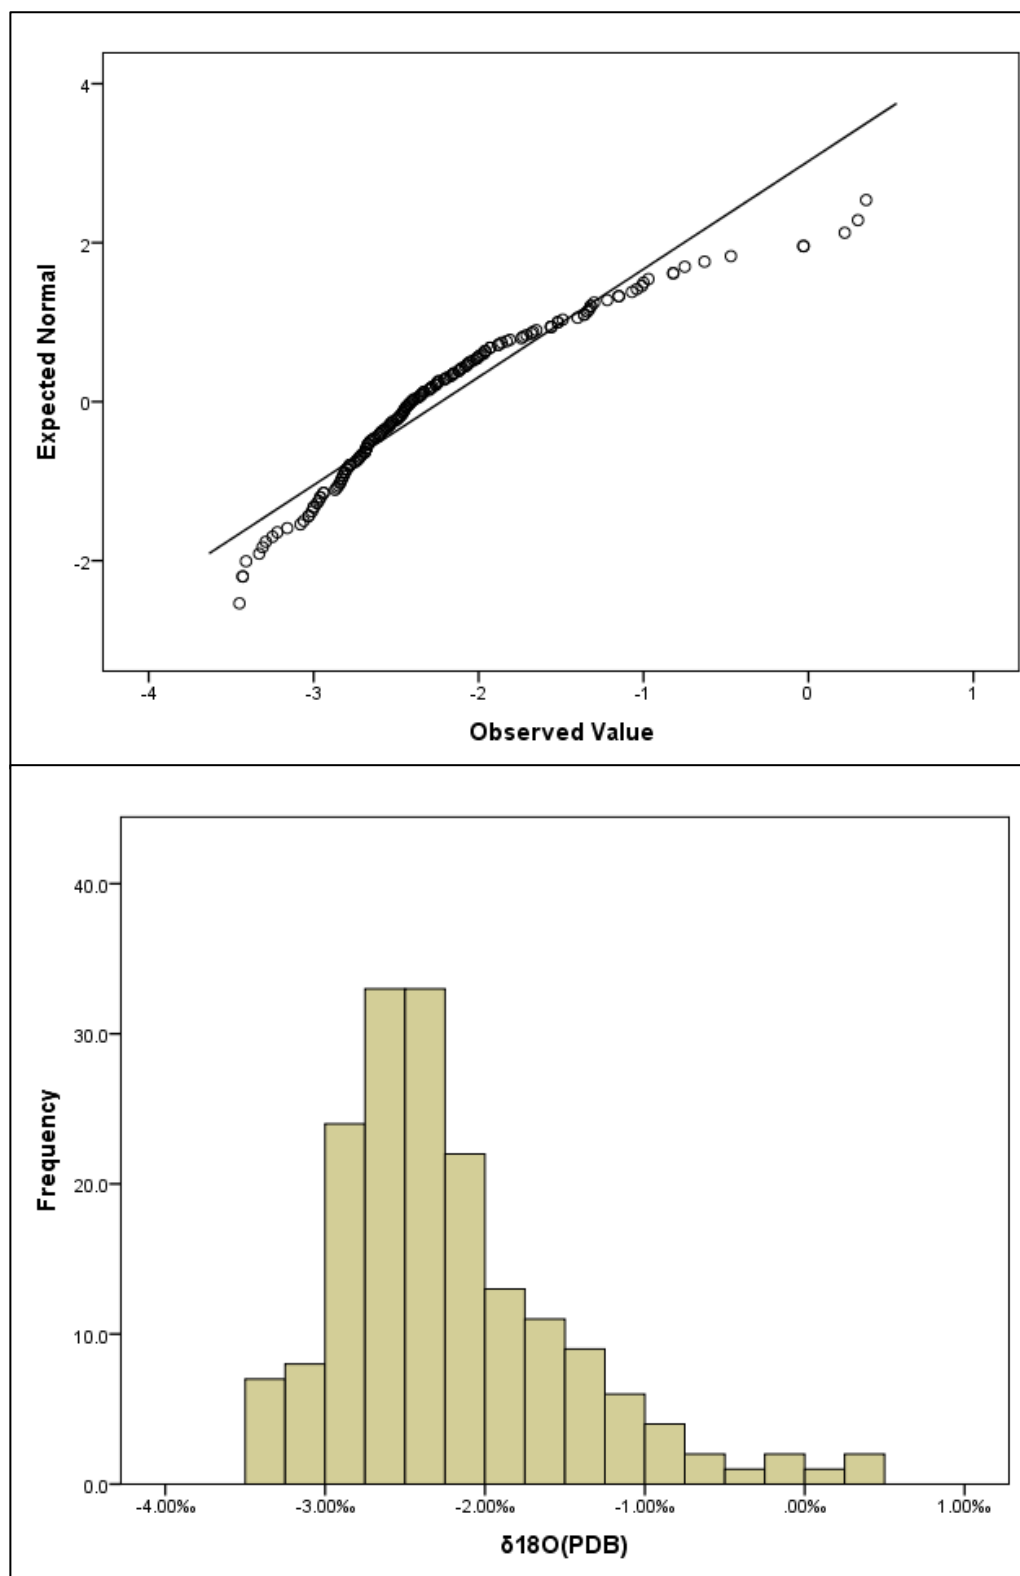 4
2
0
-2
Expected Normal
-4 -3 -2 -1 0 1
Observed Value
40.0
30.0
20.0
10.0
0.0
Frequency
-4.00‰ -3.00‰ -2.00‰ -1.00‰ .00‰ 1.00‰
δ18O(PDB)